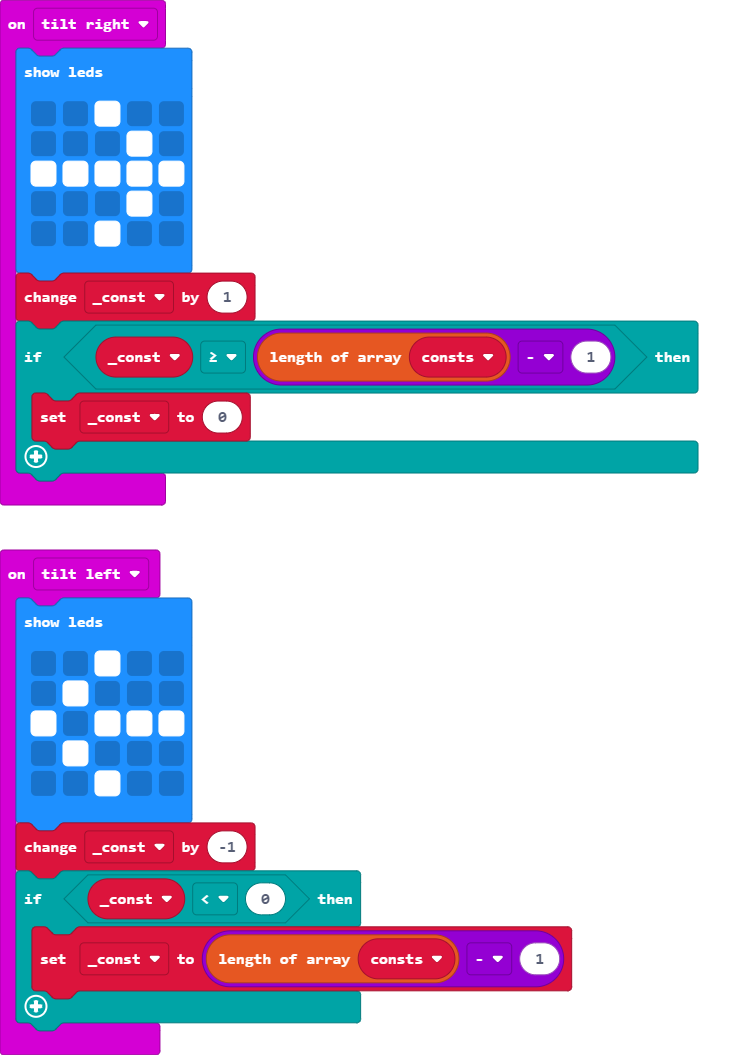 on tilt right
show leds
change _const by 1
if _const ≥ length of array consts - 1 then
set _const to 0
on tilt left
show leds
change _const by -1
if _const < 0 then
set _const to length of array consts - 1